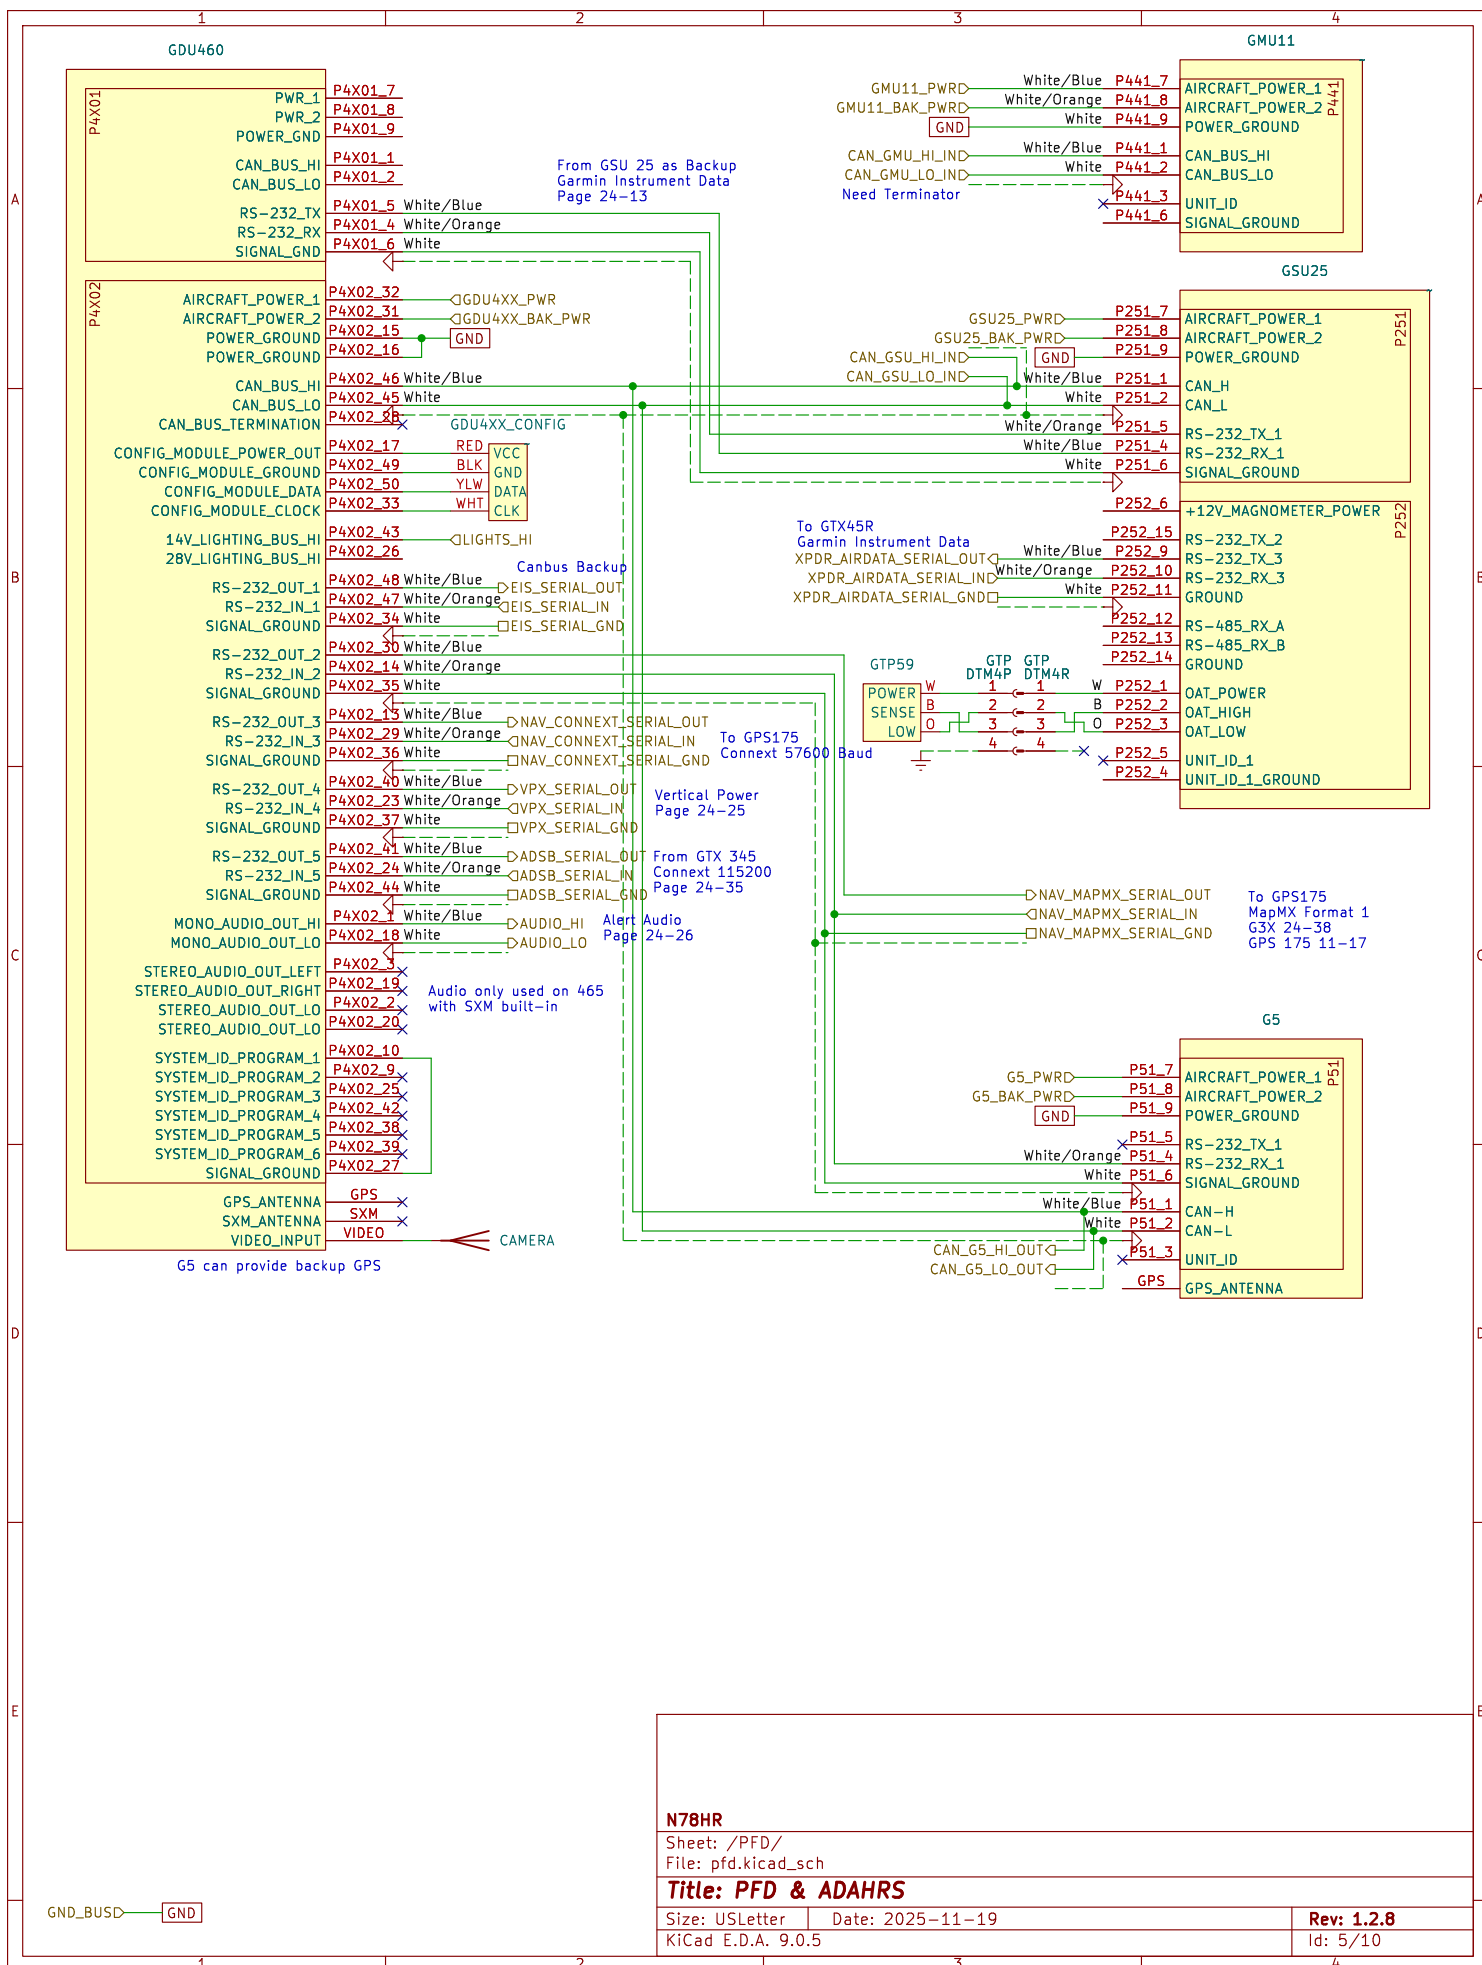 1 2 3 4
GDU460
P4X01
PWR_1 P4X01_7
PWR_2 P4X01_8
POWER_GND P4X01_9
CAN_BUS_HI P4X01_1
CAN_BUS_LO P4X01_2
RS-232_TX P4X01_5 White/Blue
RS-232_RX P4X01_4 White/Orange
SIGNAL_GND P4X01_6 White
From GSU 25 as Backup
Garmin Instrument Data
Page 24-13
P4X02
AIRCRAFT_POWER_1 P4X02_32 GDU4XX_PWR
AIRCRAFT_POWER_2 P4X02_31 GDU4XX_BAK_PWR
POWER_GROUND P4X02_15 GND
POWER_GROUND P4X02_16
CAN_BUS_HI P4X02_46 White/Blue
CAN_BUS_LO P4X02_45 White
CAN_BUS_TERMINATION P4X02_28
GDU4XX_CONFIG
CONFIG_MODULE_POWER_OUT P4X02_17 RED VCC
CONFIG_MODULE_GROUND P4X02_49 BLK GND
CONFIG_MODULE_DATA P4X02_50 YLW DATA
CONFIG_MODULE_CLOCK P4X02_33 WHT CLK
14V_LIGHTING_BUS_HI P4X02_43 LIGHTS_HI
28V_LIGHTING_BUS_HI P4X02_26
Canbus Backup
RS-232_OUT_1 P4X02_48 White/Blue EIS_SERIAL_OUT
RS-232_IN_1 P4X02_47 White/Orange EIS_SERIAL_IN
SIGNAL_GROUND P4X02_34 White EIS_SERIAL_GND
RS-232_OUT_2 P4X02_30 White/Blue
RS-232_IN_2 P4X02_14 White/Orange
SIGNAL_GROUND P4X02_35 White
RS-232_OUT_3 P4X02_13 White/Blue NAV_CONNEXT_SERIAL_OUT
RS-232_IN_3 P4X02_29 White/Orange NAV_CONNEXT_SERIAL_IN
SIGNAL_GROUND P4X02_36 White NAV_CONNEXT_SERIAL_GND
To GPS175
Connext 57600 Baud
RS-232_OUT_4 P4X02_40 White/Blue VPX_SERIAL_OUT
RS-232_IN_4 P4X02_23 White/Orange VPX_SERIAL_IN
SIGNAL_GROUND P4X02_37 White VPX_SERIAL_GND
Vertical Power
Page 24-25
RS-232_OUT_5 P4X02_41 White/Blue ADSB_SERIAL_OUT
RS-232_IN_5 P4X02_24 White/Orange ADSB_SERIAL_IN
SIGNAL_GROUND P4X02_44 White ADSB_SERIAL_GND
From GTX 345
Connext 115200
Page 24-35
MONO_AUDIO_OUT_HI P4X02_1 White/Blue AUDIO_HI
MONO_AUDIO_OUT_LO P4X02_18 White AUDIO_LO
Alert Audio
Page 24-26
STEREO_AUDIO_OUT_LEFT P4X02_3
STEREO_AUDIO_OUT_RIGHT P4X02_19
STEREO_AUDIO_OUT_LO P4X02_2
STEREO_AUDIO_OUT_LO P4X02_20
Audio only used on 465
with SXM built-in
SYSTEM_ID_PROGRAM_1 P4X02_10
SYSTEM_ID_PROGRAM_2 P4X02_9
SYSTEM_ID_PROGRAM_3 P4X02_25
SYSTEM_ID_PROGRAM_4 P4X02_42
SYSTEM_ID_PROGRAM_5 P4X02_38
SYSTEM_ID_PROGRAM_6 P4X02_39
SIGNAL_GROUND P4X02_27
GPS_ANTENNA GPS
SXM_ANTENNA SXM
VIDEO_INPUT VIDEO CAMERA
G5 can provide backup GPS
GMU11
P441
GMU11_PWR White/Blue P441_7 AIRCRAFT_POWER_1
GMU11_BAK_PWR White/Orange P441_8 AIRCRAFT_POWER_2
GND White P441_9 POWER_GROUND
CAN_GMU_HI_IN White/Blue P441_1 CAN_BUS_HI
CAN_GMU_LO_IN White P441_2 CAN_BUS_LO
Need Terminator
P441_3 UNIT_ID
P441_6 SIGNAL_GROUND
GSU25
P251
GSU25_PWR P251_7 AIRCRAFT_POWER_1
GSU25_BAK_PWR P251_8 AIRCRAFT_POWER_2
CAN_GSU_HI_IN GND P251_9 POWER_GROUND
CAN_GSU_LO_IN
White/Blue P251_1 CAN_H
White P251_2 CAN_L
White/Orange P251_5 RS-232_TX_1
White/Blue P251_4 RS-232_RX_1
White P251_6 SIGNAL_GROUND
P252
P252_6 +12V_MAGNOMETER_POWER
To GTX45R
Garmin Instrument Data
P252_15 RS-232_TX_2
XPDR_AIRDATA_SERIAL_OUT White/Blue P252_9 RS-232_TX_3
XPDR_AIRDATA_SERIAL_IN White/Orange P252_10 RS-232_RX_3
XPDR_AIRDATA_SERIAL_GND White P252_11 GROUND
P252_12 RS-485_RX_A
P252_13 RS-485_RX_B
P252_14 GROUND
GTP59 GTP GTP
DTM4P DTM4R
POWER W 1 1 W P252_1 OAT_POWER
SENSE B 2 2 B P252_2 OAT_HIGH
LOW O 3 3 O P252_3 OAT_LOW
4 4
P252_5 UNIT_ID_1
P252_4 UNIT_ID_1_GROUND
NAV_MAPMX_SERIAL_OUT
NAV_MAPMX_SERIAL_IN
NAV_MAPMX_SERIAL_GND
To GPS175
MapMX Format 1
G3X 24-38
GPS 175 11-17
G5
P51
G5_PWR P51_7 AIRCRAFT_POWER_1
G5_BAK_PWR P51_8 AIRCRAFT_POWER_2
GND P51_9 POWER_GROUND
P51_5 RS-232_TX_1
White/Orange P51_4 RS-232_RX_1
White P51_6 SIGNAL_GROUND
White/Blue P51_1 CAN-H
White P51_2 CAN-L
CAN_G5_HI_OUT P51_3 UNIT_ID
CAN_G5_LO_OUT
GPS GPS_ANTENNA
A A
B B
C C
D D
E E
GND_BUS GND
N78HR
Sheet: /PFD/
File: pfd.kicad_sch
Title: PFD & ADAHRS
Size: USLetter Date: 2025-11-19 Rev: 1.2.8
KiCad E.D.A. 9.0.5 Id: 5/10
1 2 3 4